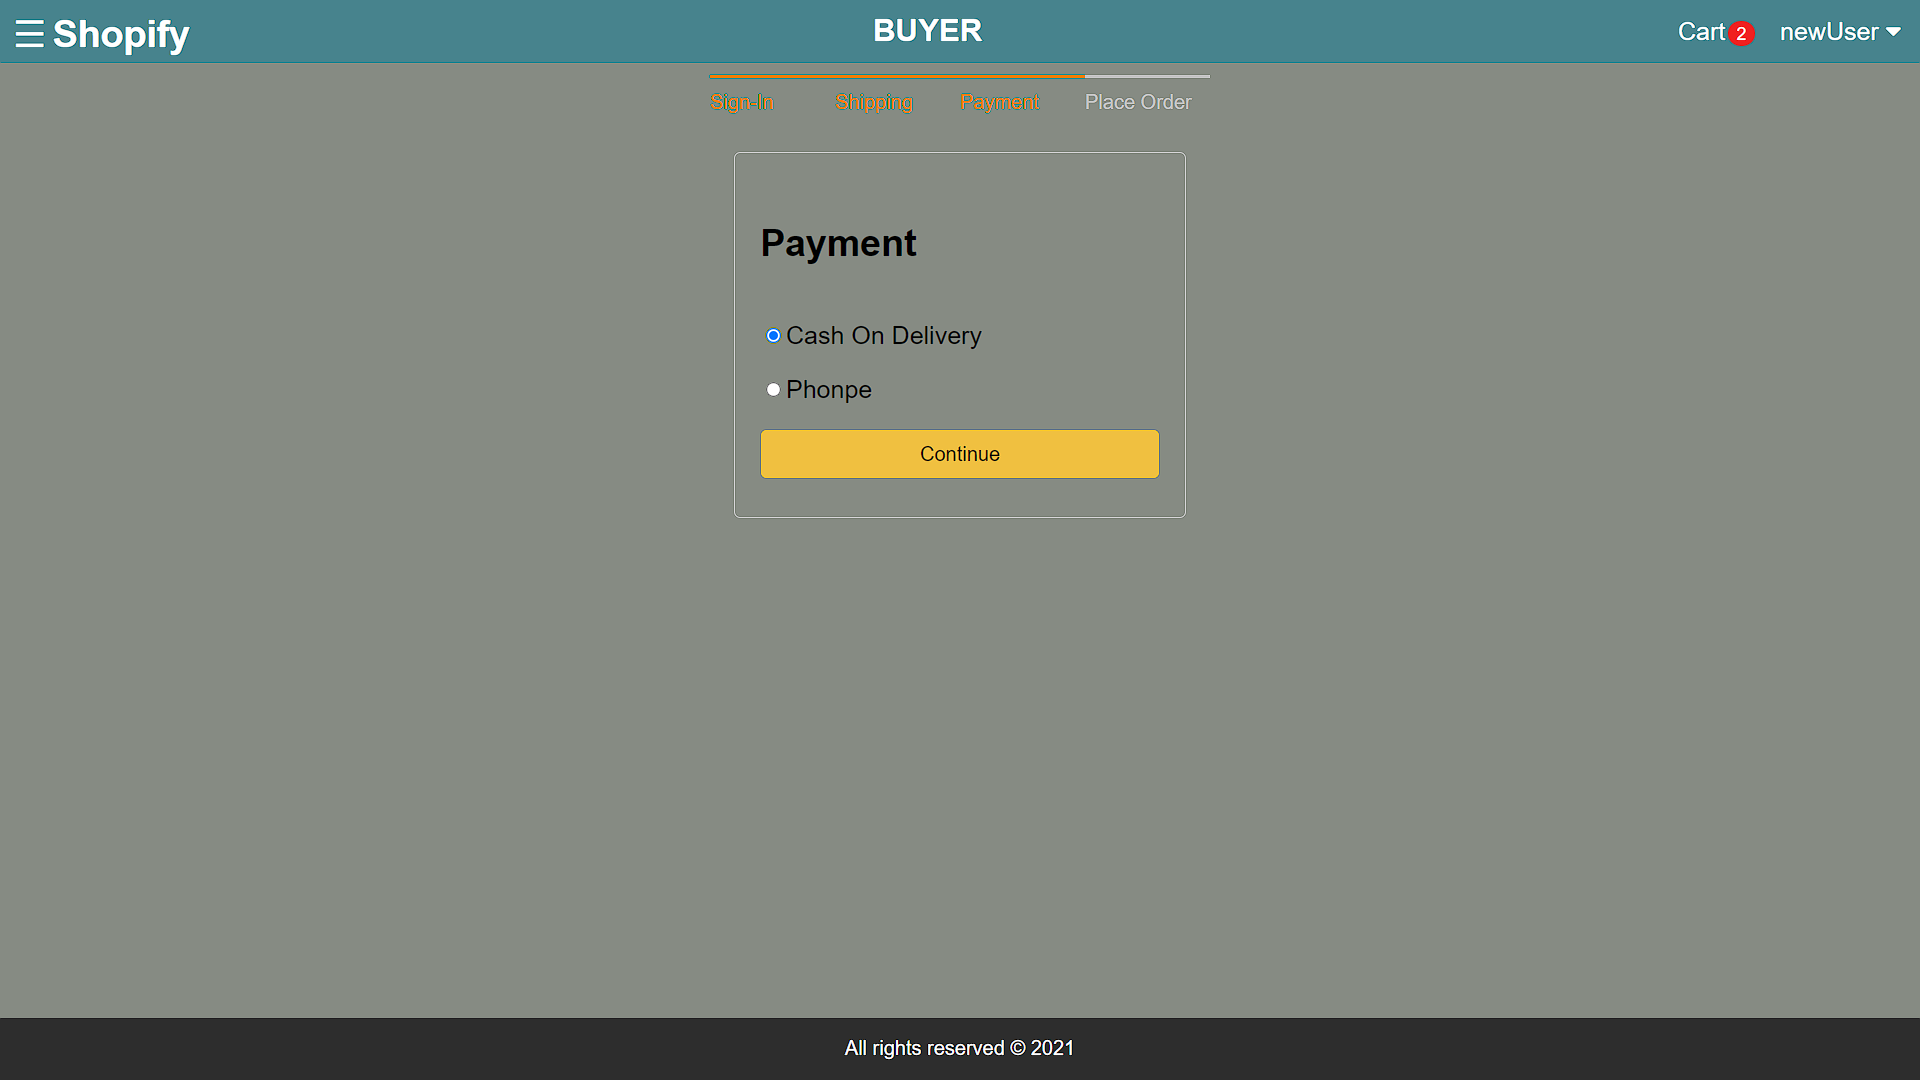 ☰ Shopify BUYER Cart 2 newUser
Sign-In Shipping Payment Place Order
Payment
Cash On Delivery
Phonpe
Continue
All rights reserved © 2021